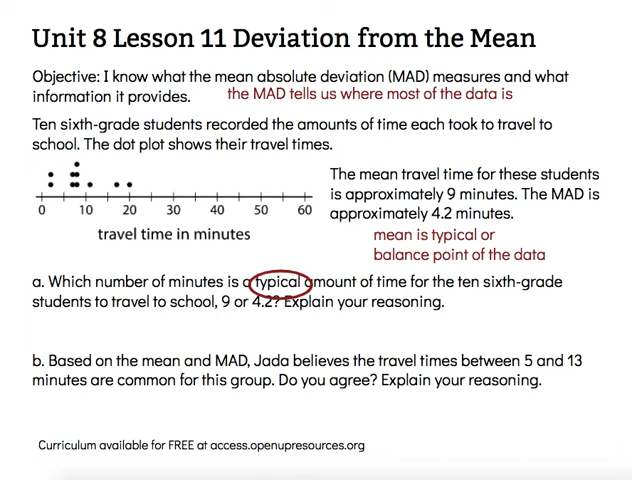 Unit 8 Lesson 11 Deviation from the Mean
Objective: I know what the mean absolute deviation (MAD) measures and what
information it provides. the MAD tells us where most of the data is
Ten sixth-grade students recorded the amounts of time each took to travel to
school. The dot plot shows their travel times.
0 10 20 30 40 50 60
travel time in minutes
The mean travel time for these students
is approximately 9 minutes. The MAD is
approximately 4.2 minutes.
mean is typical or
balance point of the data
a. Which number of minutes is a typical amount of time for the ten sixth-grade
students to travel to school, 9 or 4.2? Explain your reasoning.
b. Based on the mean and MAD, Jada believes the travel times between 5 and 13
minutes are common for this group. Do you agree? Explain your reasoning.
Curriculum available for FREE at access.openupresources.org